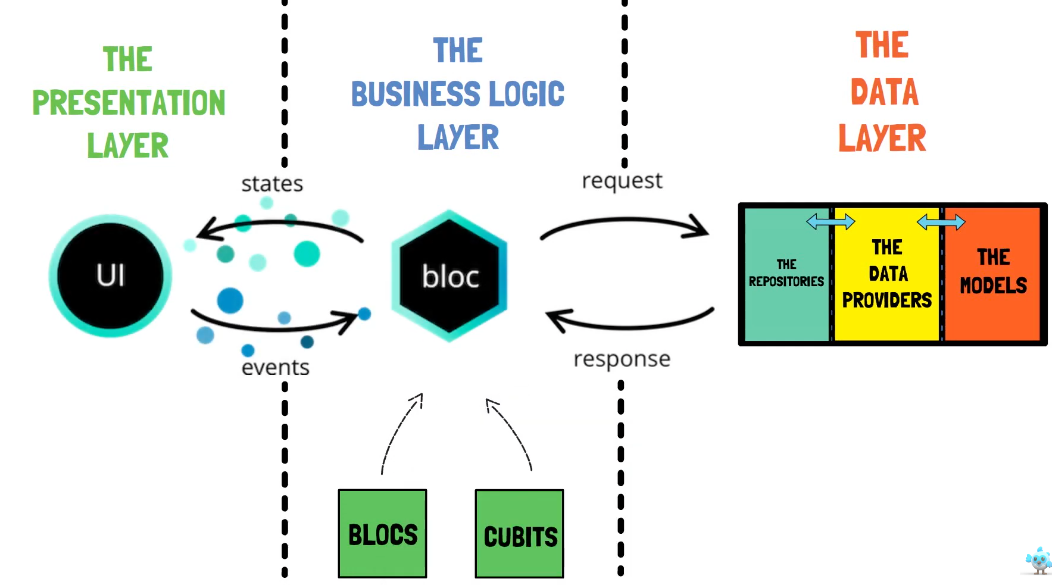 THE
PRESENTATION
LAYER
THE
BUSINESS LOGIC
LAYER
THE
DATA
LAYER
states
request
UI
bloc
THE
REPOSITORIES
THE
DATA
PROVIDERS
THE
MODELS
events
response
BLOCS
CUBITS